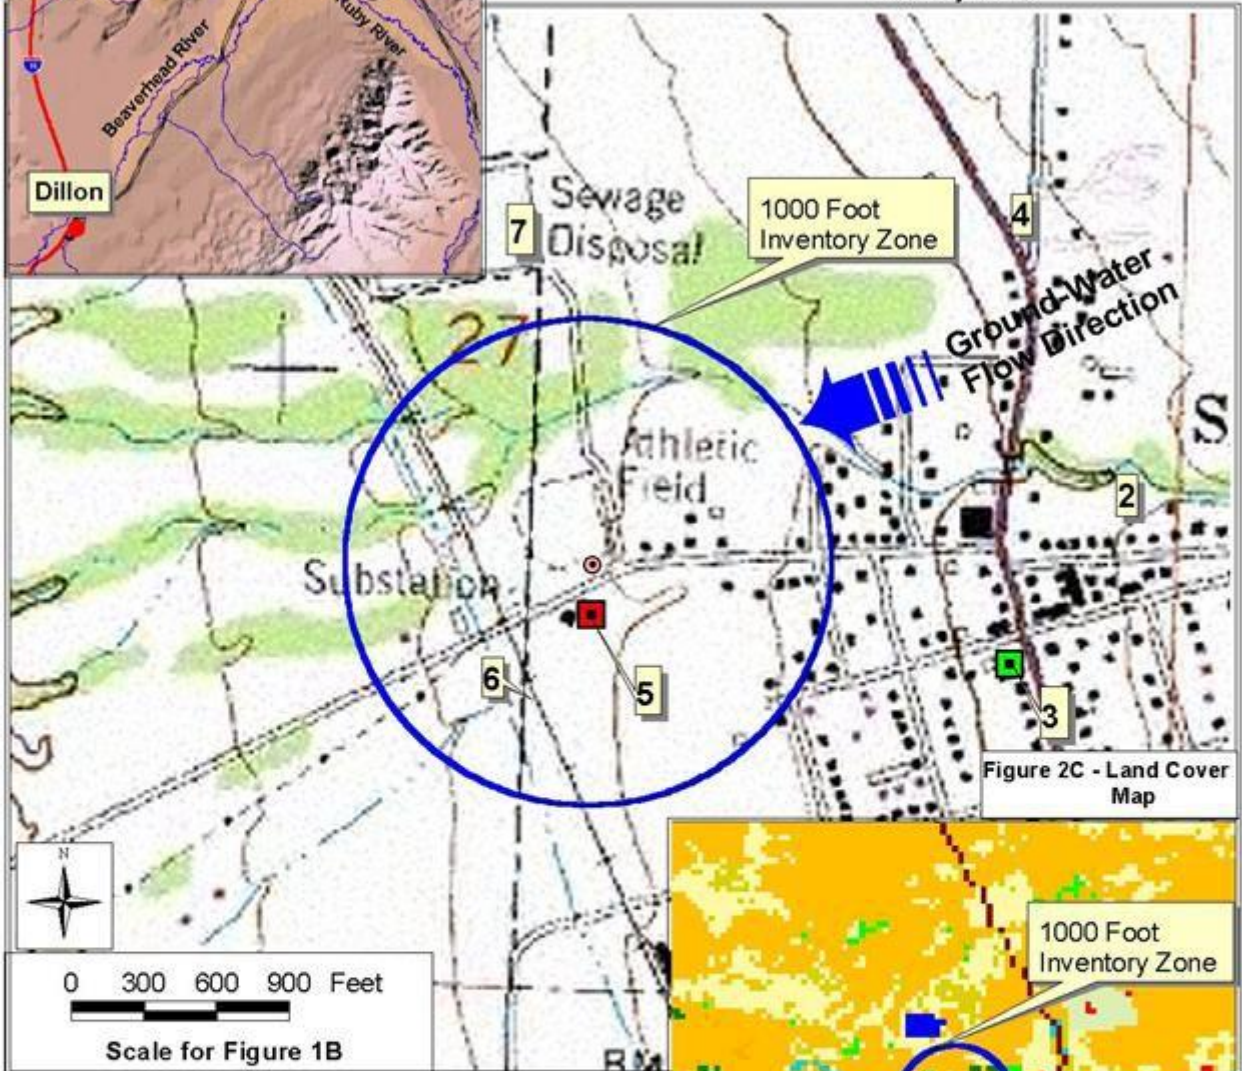 Ruby River
Beaverhead River
Dillon
Sewage
Disposal
7
1000 Foot
Inventory Zone
4
Ground-Water
Flow Direction
27
S
Athletic
Field
2
Substation
6
5
3
Figure 2C - Land Cover
Map
N
1000 Foot
Inventory Zone
0 300 600 900 Feet
Scale for Figure 1B